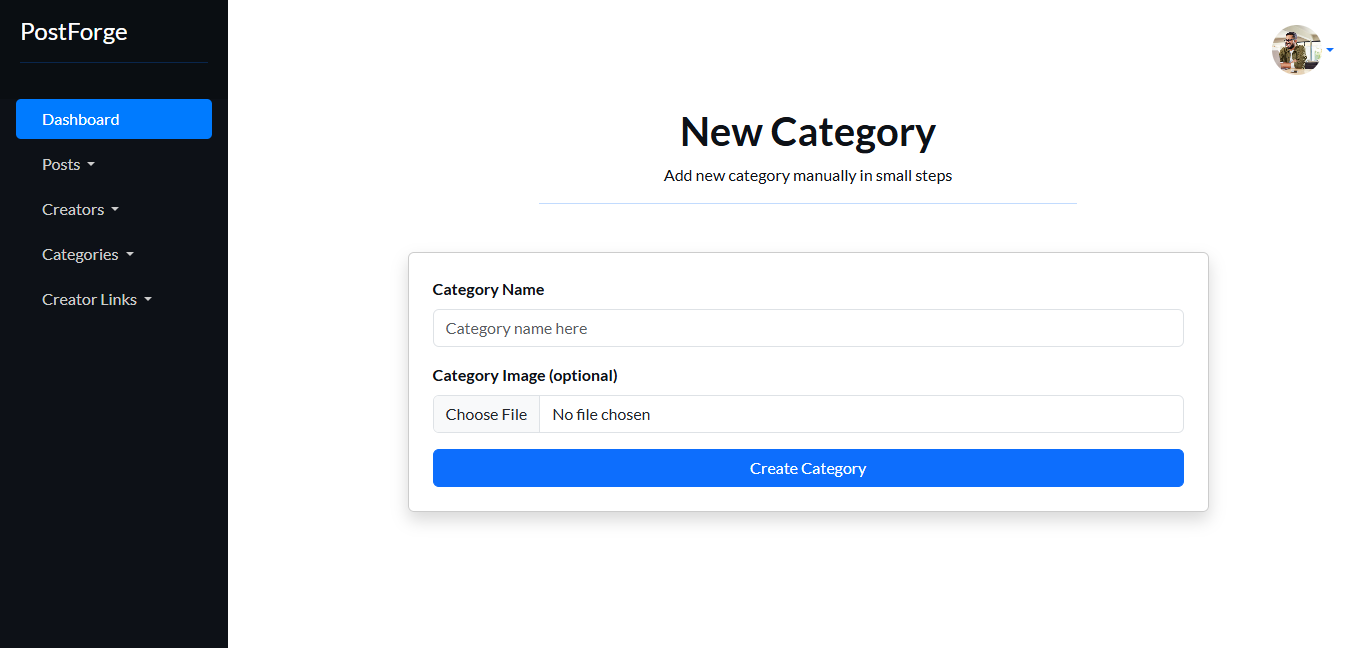 PostForge
Dashboard
Posts
Creators
Categories
Creator Links
New Category
Add new category manually in small steps
Category Name
Category name here
Category Image (optional)
Choose File No file chosen
Create Category